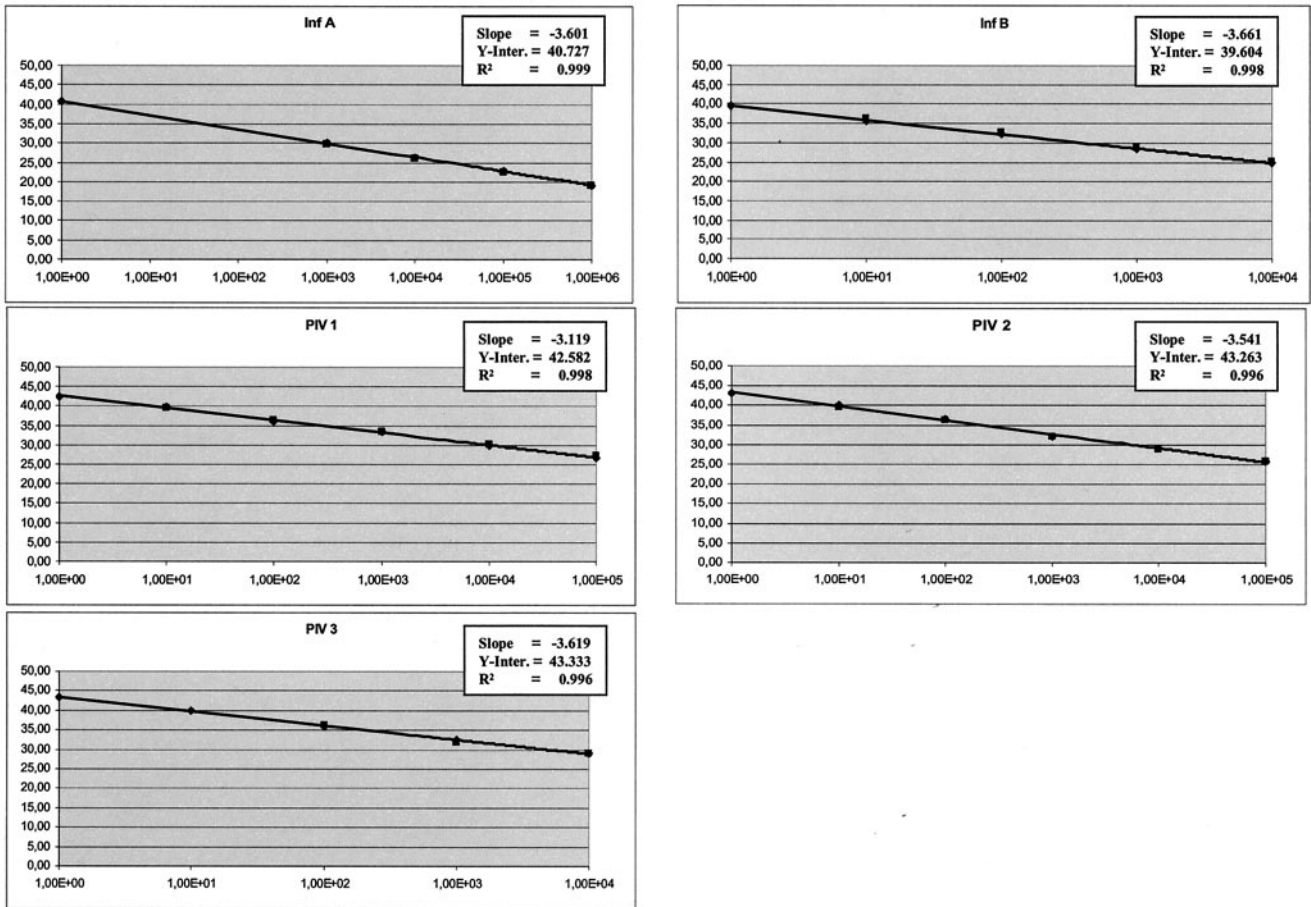 Inf A
Slope = -3.601
Y-Inter. = 40.727
R² = 0.999
50,00
45,00
40,00
35,00
30,00
25,00
20,00
15,00
10,00
5,00
0,00
1,00E+00 1,00E+01 1,00E+02 1,00E+03 1,00E+04 1,00E+05 1,00E+06
Inf B
Slope = -3.661
Y-Inter. = 39.604
R² = 0.998
50,00
45,00
40,00
35,00
30,00
25,00
20,00
15,00
10,00
5,00
0,00
1,00E+00 1,00E+01 1,00E+02 1,00E+03 1,00E+04
PIV 1
Slope = -3.119
Y-Inter. = 42.582
R² = 0.998
50,00
45,00
40,00
35,00
30,00
25,00
20,00
15,00
10,00
5,00
0,00
1,00E+00 1,00E+01 1,00E+02 1,00E+03 1,00E+04 1,00E+05
PIV 2
Slope = -3.541
Y-Inter. = 43.263
R² = 0.996
50,00
45,00
40,00
35,00
30,00
25,00
20,00
15,00
10,00
5,00
0,00
1,00E+00 1,00E+01 1,00E+02 1,00E+03 1,00E+04 1,00E+05
PIV 3
Slope = -3.619
Y-Inter. = 43.333
R² = 0.996
50,00
45,00
40,00
35,00
30,00
25,00
20,00
15,00
10,00
5,00
0,00
1,00E+00 1,00E+01 1,00E+02 1,00E+03 1,00E+04